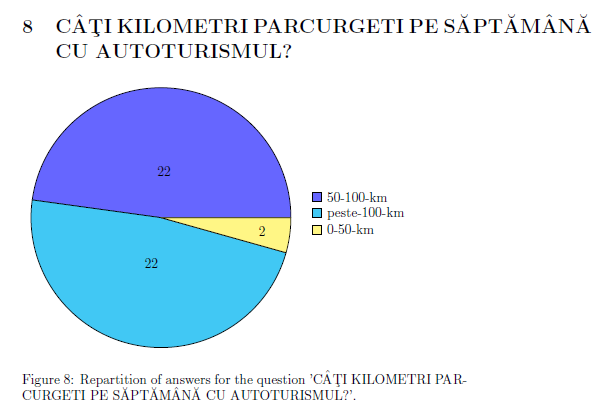 8 CÂŢI KILOMETRI PARCURGETI PE SĂPTĂMÂNĂ
CU AUTOTURISMUL?
22
50-100-km
peste-100-km
0-50-km
2
22
Figure 8: Repartition of answers for the question 'CÂŢI KILOMETRI PAR-
CURGETI PE SĂPTĂMÂNĂ CU AUTOTURISMUL?'.